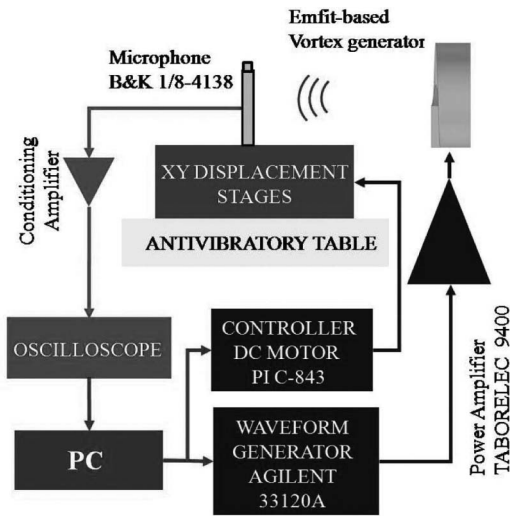 Emfit-based
Vortex generator
Microphone
B&K 1/8-4138
Conditioning
Amplifier
XY DISPLACEMENT
STAGES
ANTIVIBRATORY TABLE
OSCILLOSCOPE
CONTROLLER
DC MOTOR
PI C-843
Power Amplifier
TABORELEC 9400
PC
WAVEFORM
GENERATOR
AGILENT
33120A